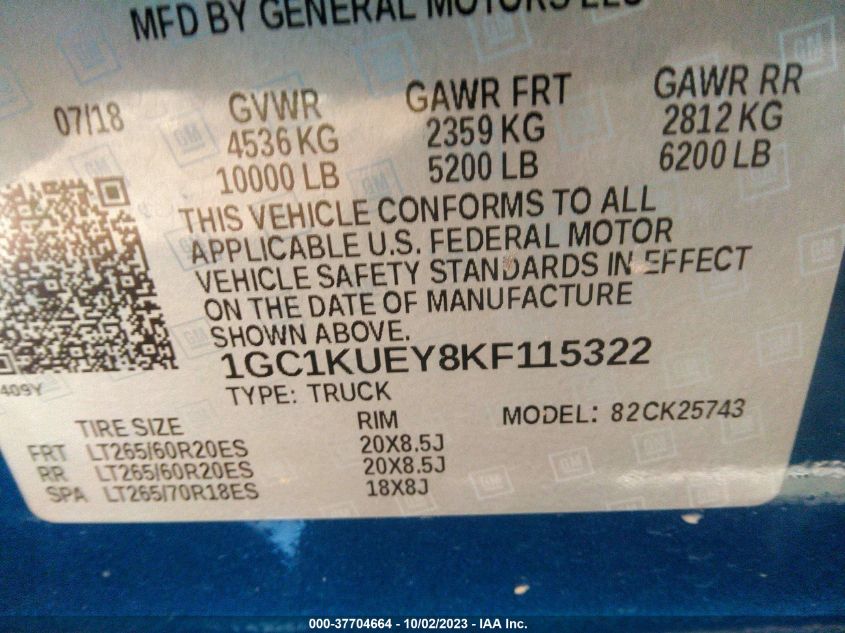 MFD BY GENERAL MOTORS LLC
07/18 GVWR GAWR FRT GAWR RR
4536 KG 2359 KG 2812 KG
10000 LB 5200 LB 6200 LB
THIS VEHICLE CONFORMS TO ALL
APPLICABLE U.S. FEDERAL MOTOR
VEHICLE SAFETY STANDARDS IN EFFECT
ON THE DATE OF MANUFACTURE
SHOWN ABOVE.
1GC1KUEY8KF115322
409Y
TYPE: TRUCK
TIRE SIZE RIM MODEL: 82CK25743
FRT LT265/60R20ES 20X8.5J
RR LT265/60R20ES 20X8.5J
SPA LT265/70R18ES 18X8J
000-37704664 - 10/02/2023 - IAA Inc.